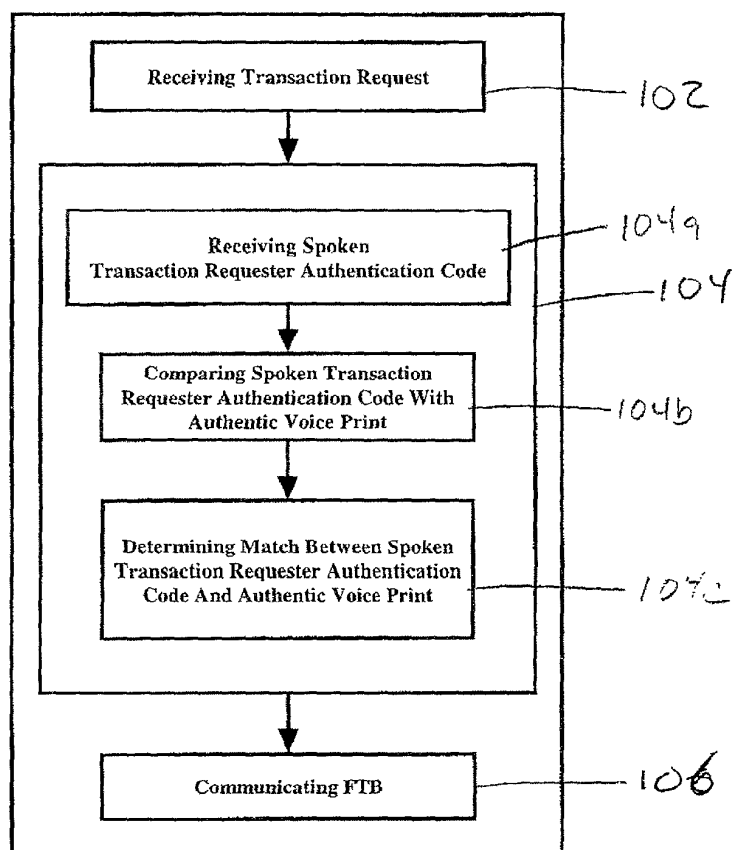 Receiving Transaction Request
102
Receiving Spoken
Transaction Requester Authentication Code
104a
104
Comparing Spoken Transaction
Requester Authentication Code With
Authentic Voice Print
104b
Determining Match Between Spoken
Transaction Requester Authentication
Code And Authentic Voice Print
104c
Communicating FTB
106